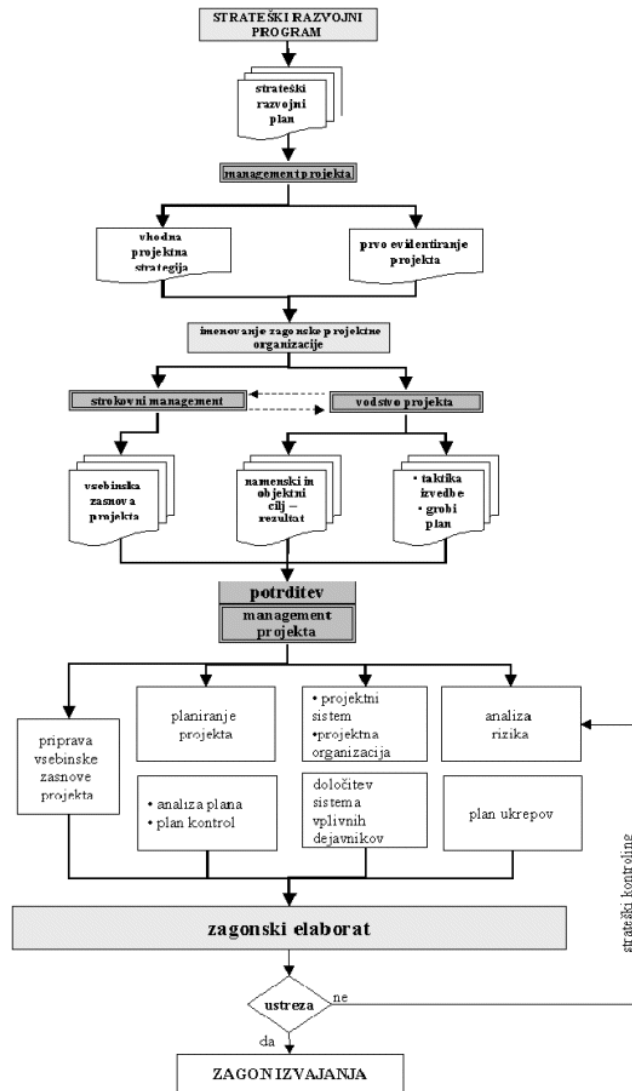 STRATEŠKI RAZVOJNI
PROGRAM
strateški
razvojni
plan
management projekta
vhodna
projektna
strategija
prvo evidentiranje
projekta
imenovanje zagonske projektne
organizacije
strokovni management
vodstvo projekta
vsebinska
zasnova
projekta
namenski in
objektni
cilj –
rezultat
• taktika
izvedbe
• grobi
plan
potrditev
management
projekta
priprava
vsebinske
zasnove
projekta
planiranje
projekta
• projektni
sistem
•projektna
organizacija
analiza
rizika
• analiza plana
• plan kontrol
določitev
sistema
vplivnih
dejavnikov
plan ukrepov
strateški kontroling
zagonski elaborat
ustreza
ne
da
ZAGON IZVAJANJA